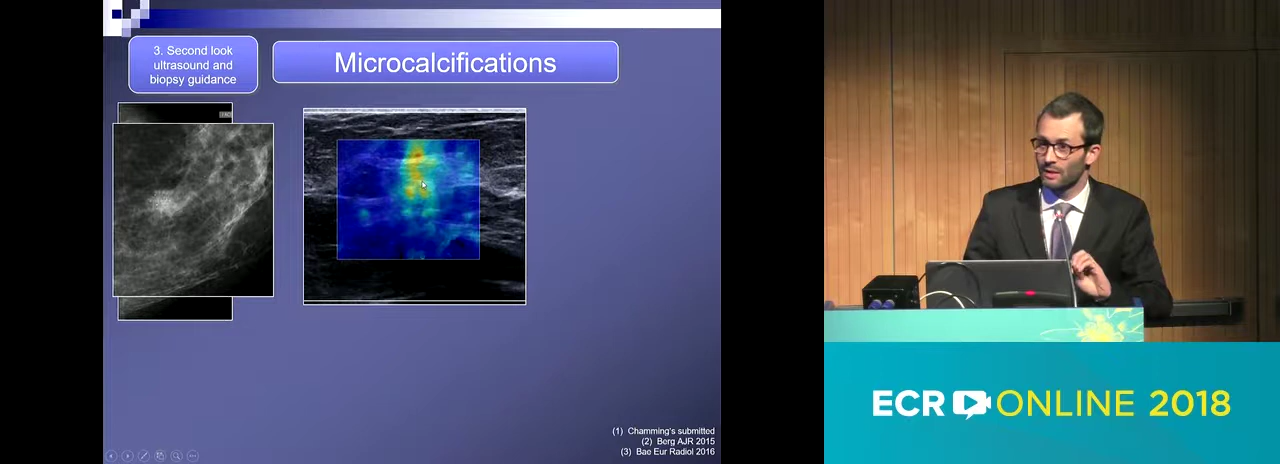 3. Second look
ultrasound and
biopsy guidance
Microcalcifications
(1) Chamming's submitted
(2) Berg AJR 2015
(3) Bae Eur Radiol 2016
ECR ONLINE 2018